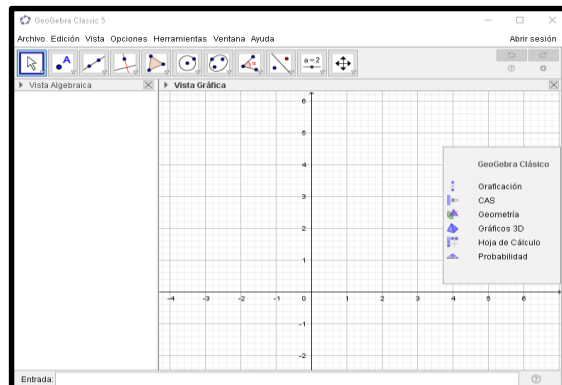 GeoGebra Classic 5
Archivo Edición Vista Opciones Herramientas Ventana Ayuda Abrir sesión
A α a=2
Vista Algebraica Vista Gráfica
6
5
4
GeoGebra Clásico
Graficación
3
x= CAS
Geometría
2
Gráficos 3D
Hoja de Cálculo
1
Probabilidad
-4 -3 -2 -1 0 1 2 3 4 5 6
-1
-2
Entrada: